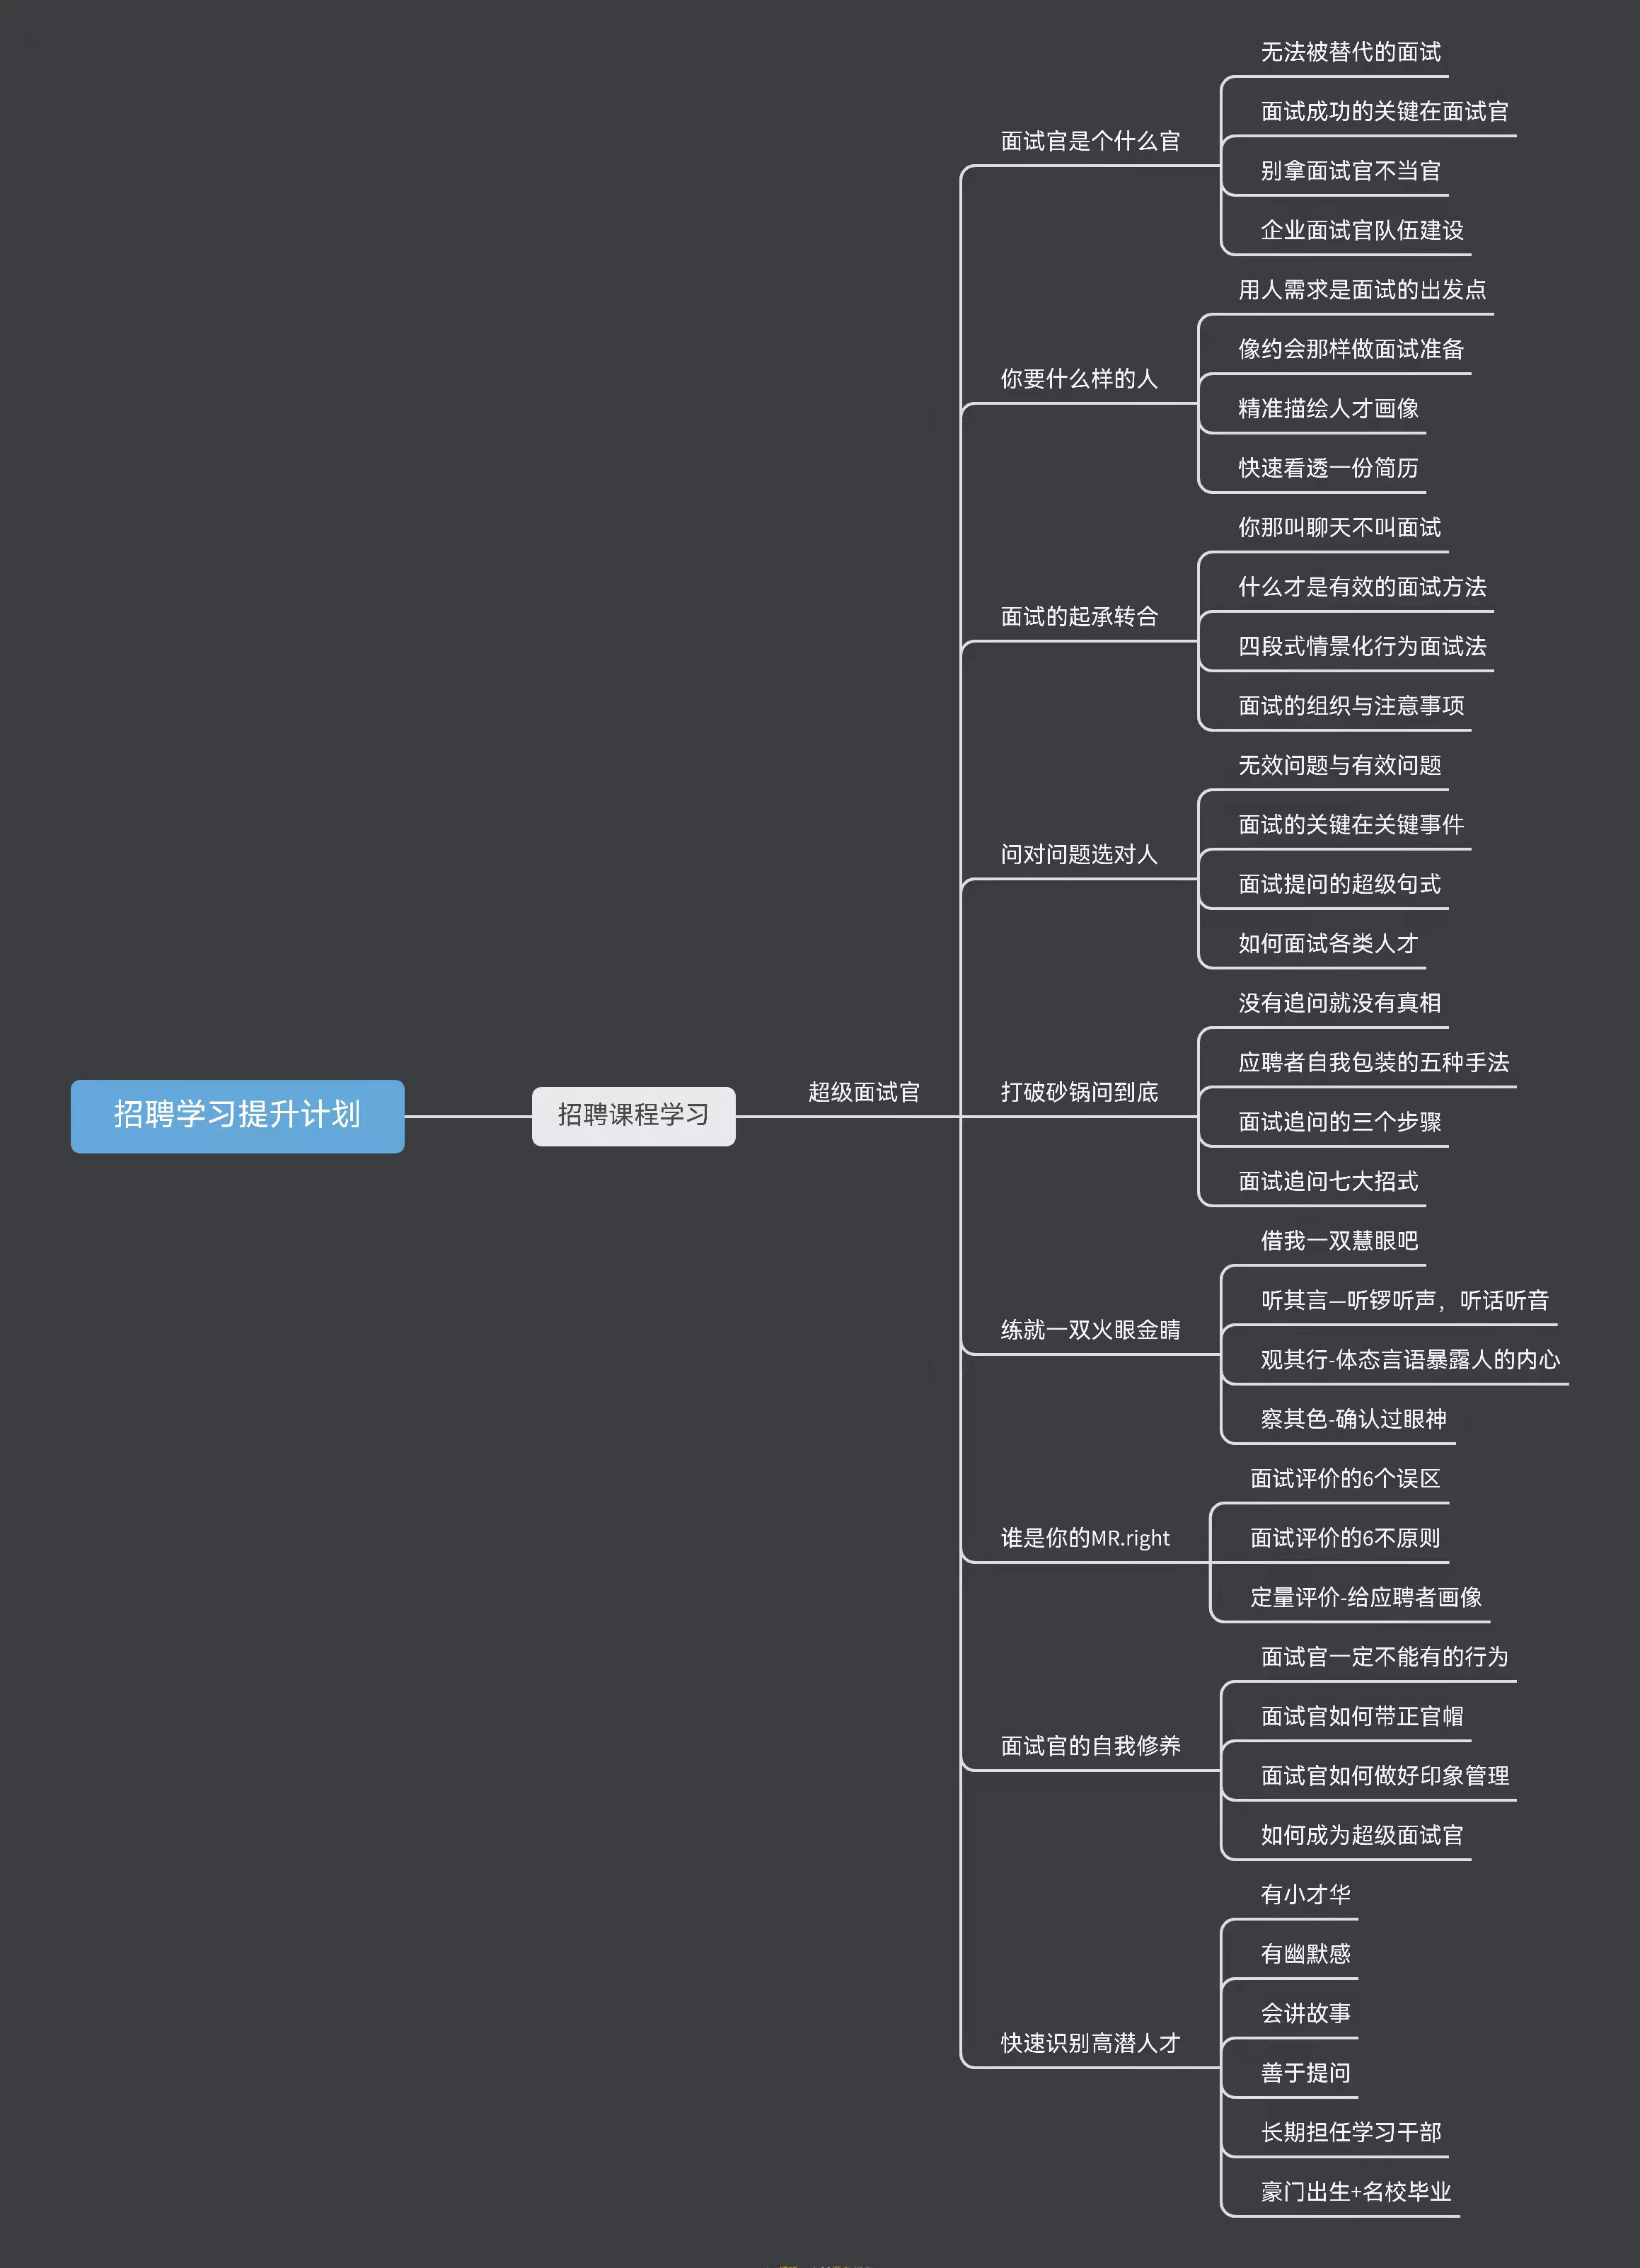 招聘学习提升计划
招聘课程学习
超级面试官
面试官是个什么官
无法被替代的面试
面试成功的关键在面试官
别拿面试官不当官
企业面试官队伍建设
你要什么样的人
用人需求是面试的出发点
像约会那样做面试准备
精准描绘人才画像
快速看透一份简历
面试的起承转合
你那叫聊天不叫面试
什么才是有效的面试方法
四段式情景化行为面试法
面试的组织与注意事项
问对问题选对人
无效问题与有效问题
面试的关键在关键事件
面试提问的超级句式
如何面试各类人才
打破砂锅问到底
没有追问就没有真相
应聘者自我包装的五种手法
面试追问的三个步骤
面试追问七大招式
练就一双火眼金睛
借我一双慧眼吧
听其言—听锣听声，听话听音
观其行-体态言语暴露人的内心
察其色-确认过眼神
谁是你的MR.right
面试评价的6个误区
面试评价的6不原则
定量评价-给应聘者画像
面试官的自我修养
面试官一定不能有的行为
面试官如何带正官帽
面试官如何做好印象管理
如何成为超级面试官
快速识别高潜人才
有小才华
有幽默感
会讲故事
善于提问
长期担任学习干部
豪门出生+名校毕业